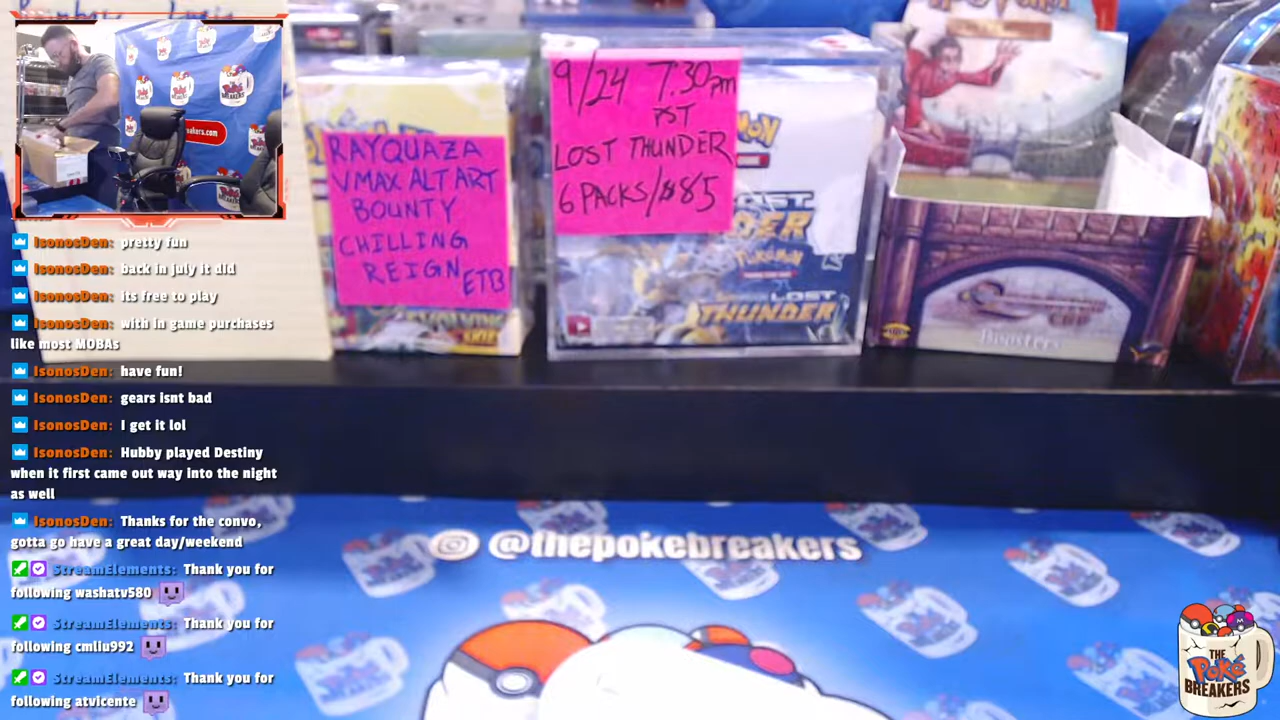 RAYQUAZA
VMAX ALT ART
BOUNTY
CHILLING
REIGN ETB
9/24 7:30pm
PST
LOST THUNDER
6 PACKS/$85
LOST
THUNDER
Boosters
akers.com
IsonosDen: pretty fun
IsonosDen: back in july it did
IsonosDen: its free to play
IsonosDen: with in game purchases
like most MOBAs
IsonosDen: have fun!
IsonosDen: gears isnt bad
IsonosDen: I get it lol
IsonosDen: Hubby played Destiny
when it first came out way into the night
as well
IsonosDen: Thanks for the convo,
gotta go have a great day/weekend
StreamElements: Thank you for
following washatv580
StreamElements: Thank you for
following cmliu992
StreamElements: Thank you for
following atvicente
@thepokebreakers
THE
Poké
BREAKERS